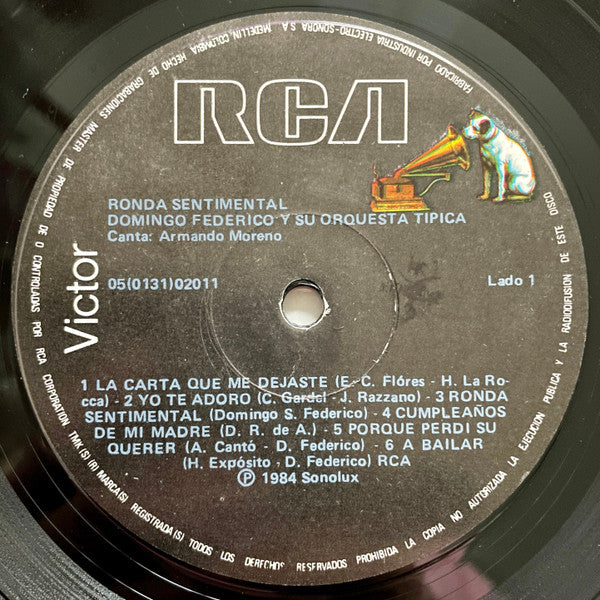 FABRICADO POR INDUSTRIA ELECTRO-SONORA S.A. MEDELLIN COLOMBIA HECHO DE GRABACIONES MASTER DE PROPIEDAD DE O CONTROLADAS POR RCA CORPORATION TMK(S) (R) MARCA(S) REGISTRADA(S) TODOS LOS DERECHOS RESERVADOS PROHIBIDA LA COPIA NO AUTORIZADA LA EJECUCION PUBLICA Y LA RADIODIFUSION DE ESTE DISCO
RCA
Victor
RONDA SENTIMENTAL
DOMINGO FEDERICO Y SU ORQUESTA TIPICA
Canta: Armando Moreno
05(0131)02011
Lado 1
1 LA CARTA QUE ME DEJASTE (E. C. Flóres - H. La Ro-
cca) - 2 YO TE ADORO (C. Gardel - J. Razzano) - 3 RONDA
SENTIMENTAL (Domingo S. Federico) - 4 CUMPLEAÑOS
DE MI MADRE (D. R. de A.) - 5 PORQUE PERDI SU
QUERER (A. Cantó - D. Federico) - 6 A BAILAR
(H. Expósito - D. Federico) RCA
Ⓟ 1984 Sonolux